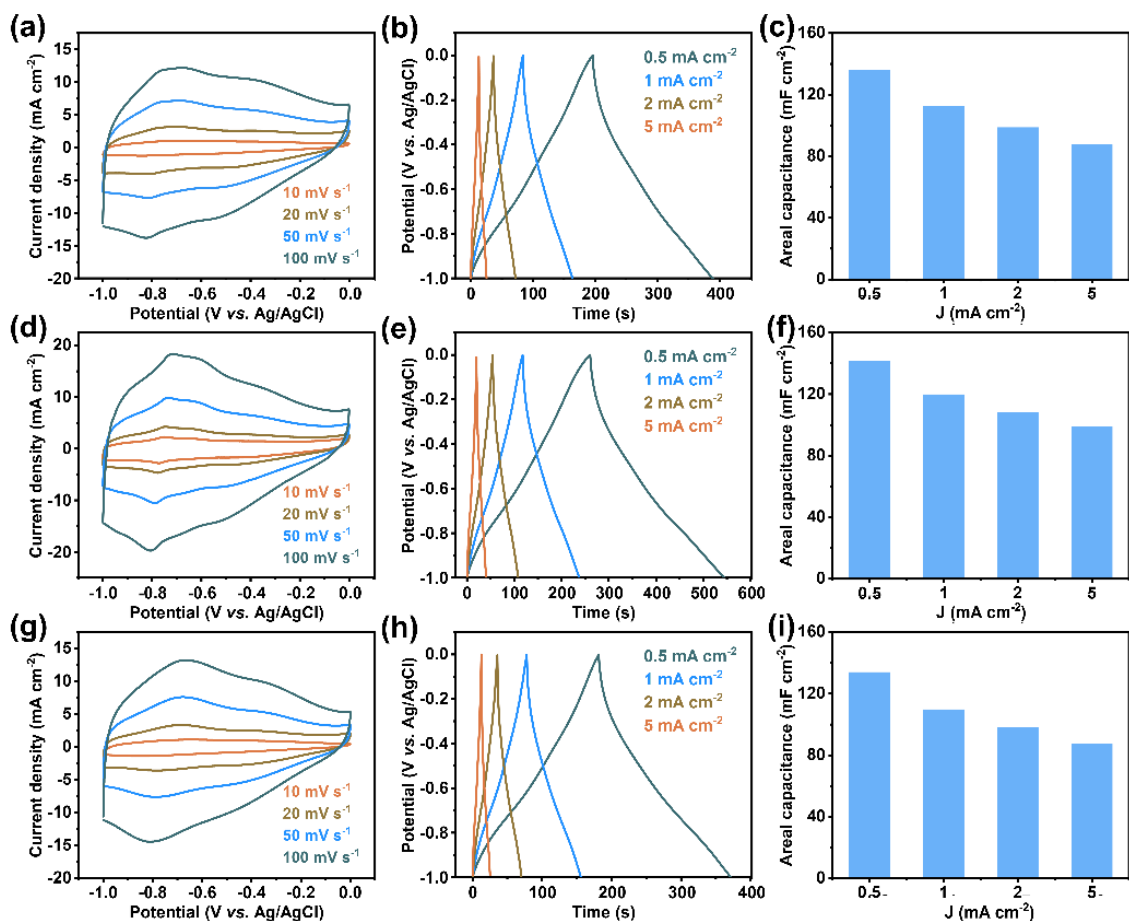 (a)
15
10
5
0
-5
-10
-15
-20
Current density (mA cm⁻²)
10 mV s⁻¹
20 mV s⁻¹
50 mV s⁻¹
100 mV s⁻¹
-1.0 -0.8 -0.6 -0.4 -0.2 0.0
Potential (V vs. Ag/AgCl)
(b)
0.0
-0.2
-0.4
-0.6
-0.8
-1.0
Potential (V vs. Ag/AgCl)
0.5 mA cm⁻²
1 mA cm⁻²
2 mA cm⁻²
5 mA cm⁻²
0 100 200 300 400
Time (s)
(c)
160
120
80
40
0
Areal capacitance (mF cm⁻²)
0.5 1 2 5
J (mA cm⁻²)
(d)
20
10
0
-10
-20
Current density (mA cm⁻²)
10 mV s⁻¹
20 mV s⁻¹
50 mV s⁻¹
100 mV s⁻¹
-1.0 -0.8 -0.6 -0.4 -0.2 0.0
Potential (V vs. Ag/AgCl)
(e)
0.0
-0.2
-0.4
-0.6
-0.8
-1.0
Potential (V vs. Ag/AgCl)
0.5 mA cm⁻²
1 mA cm⁻²
2 mA cm⁻²
5 mA cm⁻²
0 100 200 300 400 500 600
Time (s)
(f)
160
120
80
40
0
Areal capacitance (mF cm⁻²)
0.5 1 2 5
J (mA cm⁻²)
(g)
15
10
5
0
-5
-10
-15
-20
Current density (mA cm⁻²)
10 mV s⁻¹
20 mV s⁻¹
50 mV s⁻¹
100 mV s⁻¹
-1.0 -0.8 -0.6 -0.4 -0.2 0.0
Potential (V vs. Ag/AgCl)
(h)
0.0
-0.2
-0.4
-0.6
-0.8
-1.0
Potential (V vs. Ag/AgCl)
0.5 mA cm⁻²
1 mA cm⁻²
2 mA cm⁻²
5 mA cm⁻²
0 100 200 300 400
Time (s)
(i)
160
120
80
40
0
Areal capacitance (mF cm⁻²)
0.5 1 2 5
J (mA cm⁻²)